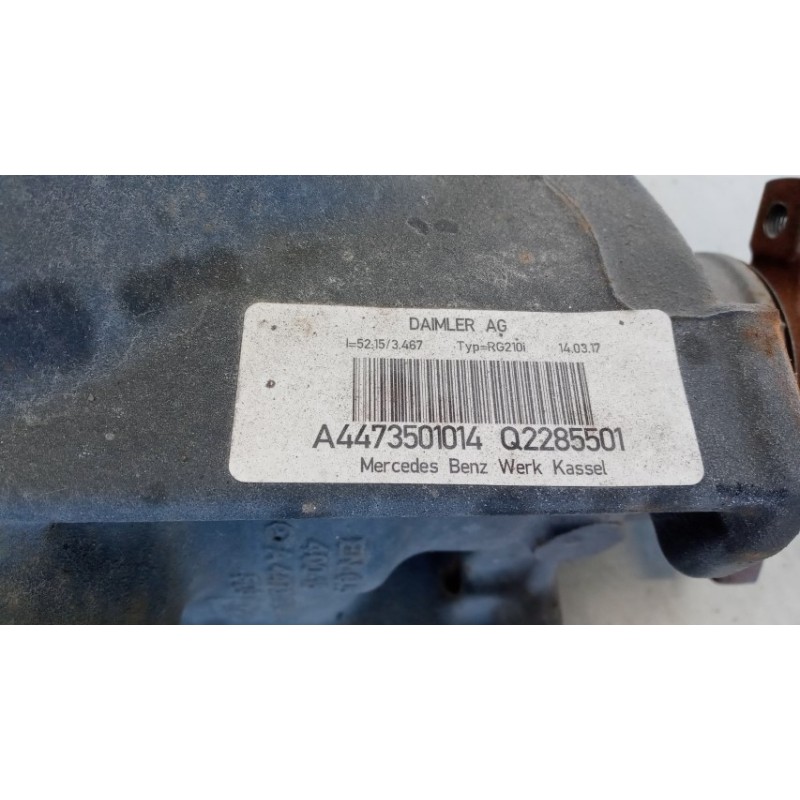 DAIMLER AG
i=52:15/3.467 Typ=RG210i 14.03.17
A4473501014 Q2285501
Mercedes Benz Werk Kassel